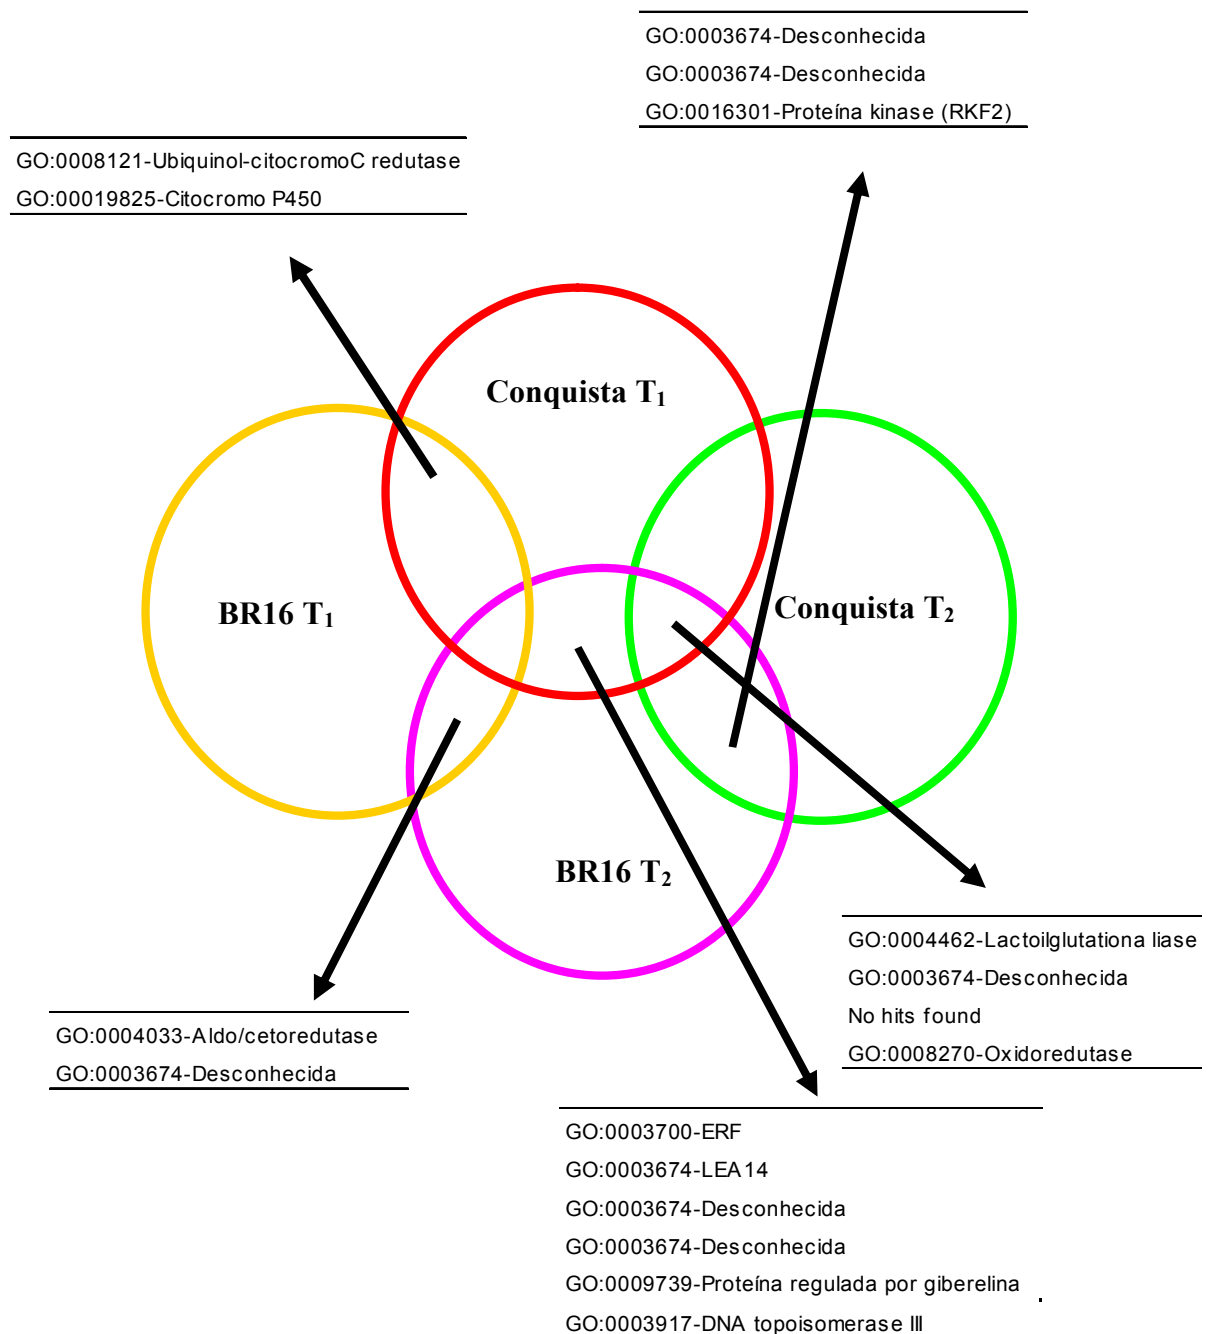 GO:0003674-Desconhecida
GO:0003674-Desconhecida
GO:0016301-Proteína kinase (RKF2)
GO:0008121-Ubiquinol-citocromoC redutase
GO:00019825-Citocromo P450
Conquista T₁
BR16 T₁
Conquista T₂
BR16 T₂
GO:0004462-Lactoilglutationa liase
GO:0003674-Desconhecida
No hits found
GO:0008270-Oxidoredutase
GO:0004033-Aldo/cetoredutase
GO:0003674-Desconhecida
GO:0003700-ERF
GO:0003674-LEA14
GO:0003674-Desconhecida
GO:0003674-Desconhecida
GO:0009739-Proteína regulada por giberelina
GO:0003917-DNA topoisomerase III